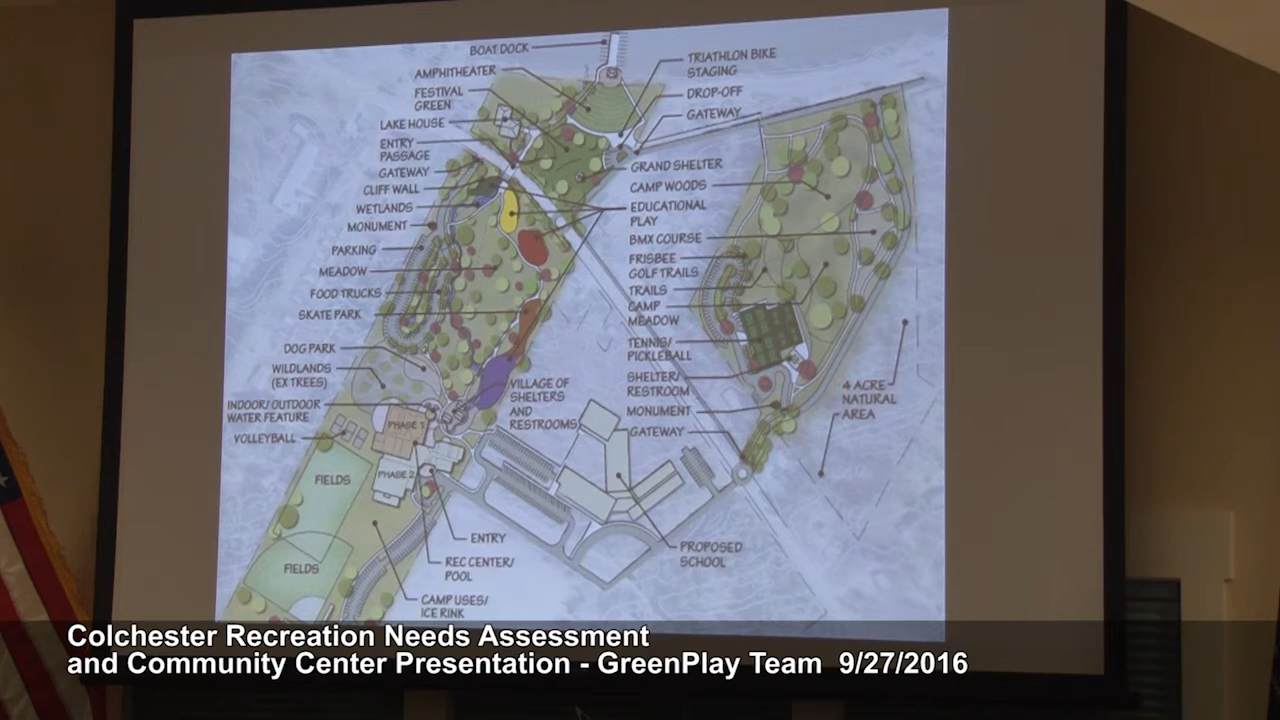 BOAT DOCK
AMPHITHEATER
FESTIVAL
GREEN
LAKE HOUSE
ENTRY
PASSAGE
GATEWAY
CLIFF WALL
WETLANDS
MONUMENT
PARKING
MEADOW
FOOD TRUCKS
SKATE PARK
DOG PARK
WILDLANDS
(EX TREES)
INDOOR/OUTDOOR
WATER FEATURE
VOLLEYBALL
TRIATHLON BIKE
STAGING
DROP-OFF
GATEWAY
GRAND SHELTER
CAMP WOODS
EDUCATIONAL
PLAY
BMX COURSE
FRISBEE
GOLF TRAILS
TRAILS
CAMP
MEADOW
TENNIS/
PICKLEBALL
SHELTER/
RESTROOM
MONUMENT
GATEWAY
4 ACRE
NATURAL
AREA
VILLAGE OF
SHELTERS
AND
RESTROOMS
PHASE 1
PHASE 2
FIELDS
FIELDS
ENTRY
REC CENTER/
POOL
CAMP USES/
ICE RINK
PROPOSED
SCHOOL
Colchester Recreation Needs Assessment
and Community Center Presentation - GreenPlay Team 9/27/2016